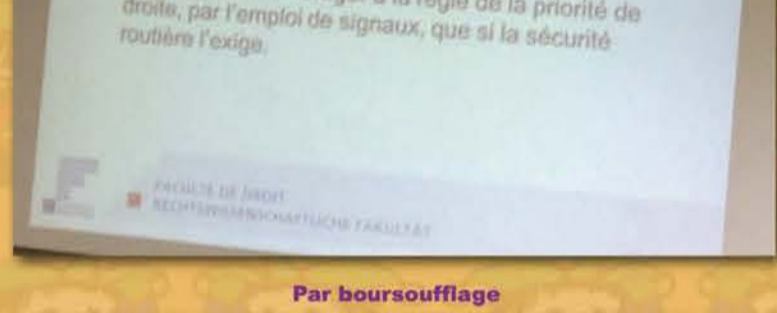 à la règle de la priorité de
droite, par l'emploi de signaux, que si la sécurité
routière l'exige.
FACULTÉ DE DROIT
RECHTSWISSENSCHAFTLICHE FAKULTÄT
Par boursoufflage